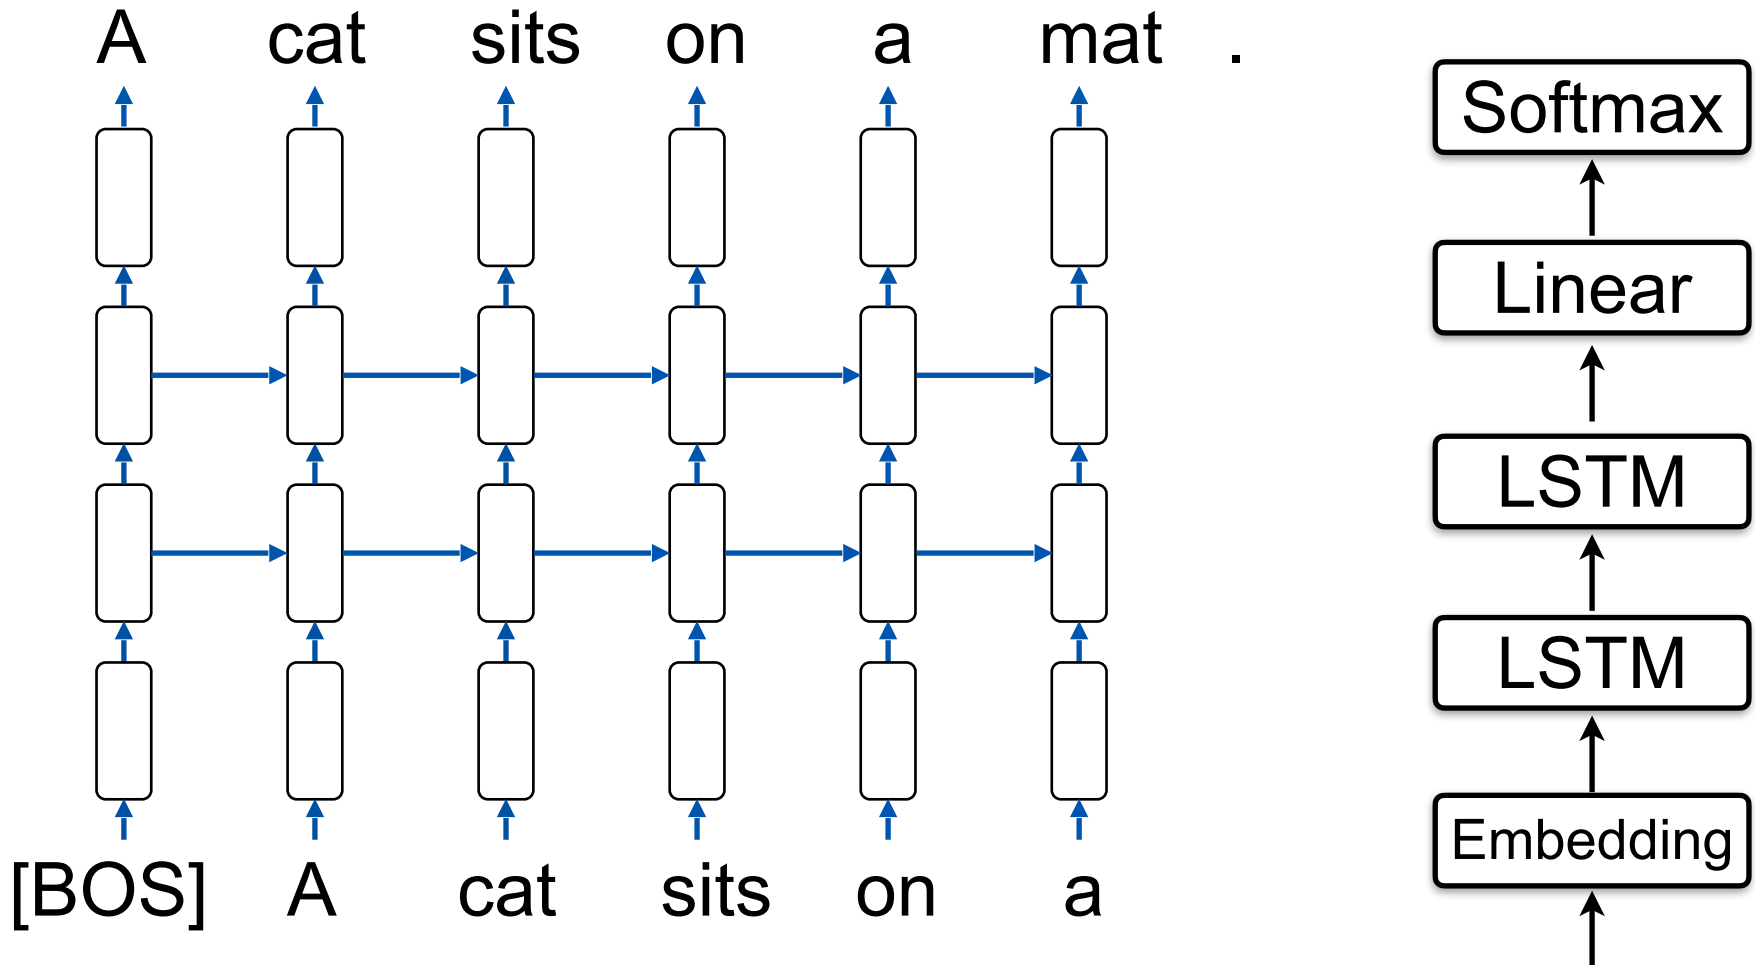 A cat sits on a mat .
[BOS] A cat sits on a
Softmax
Linear
LSTM
LSTM
Embedding